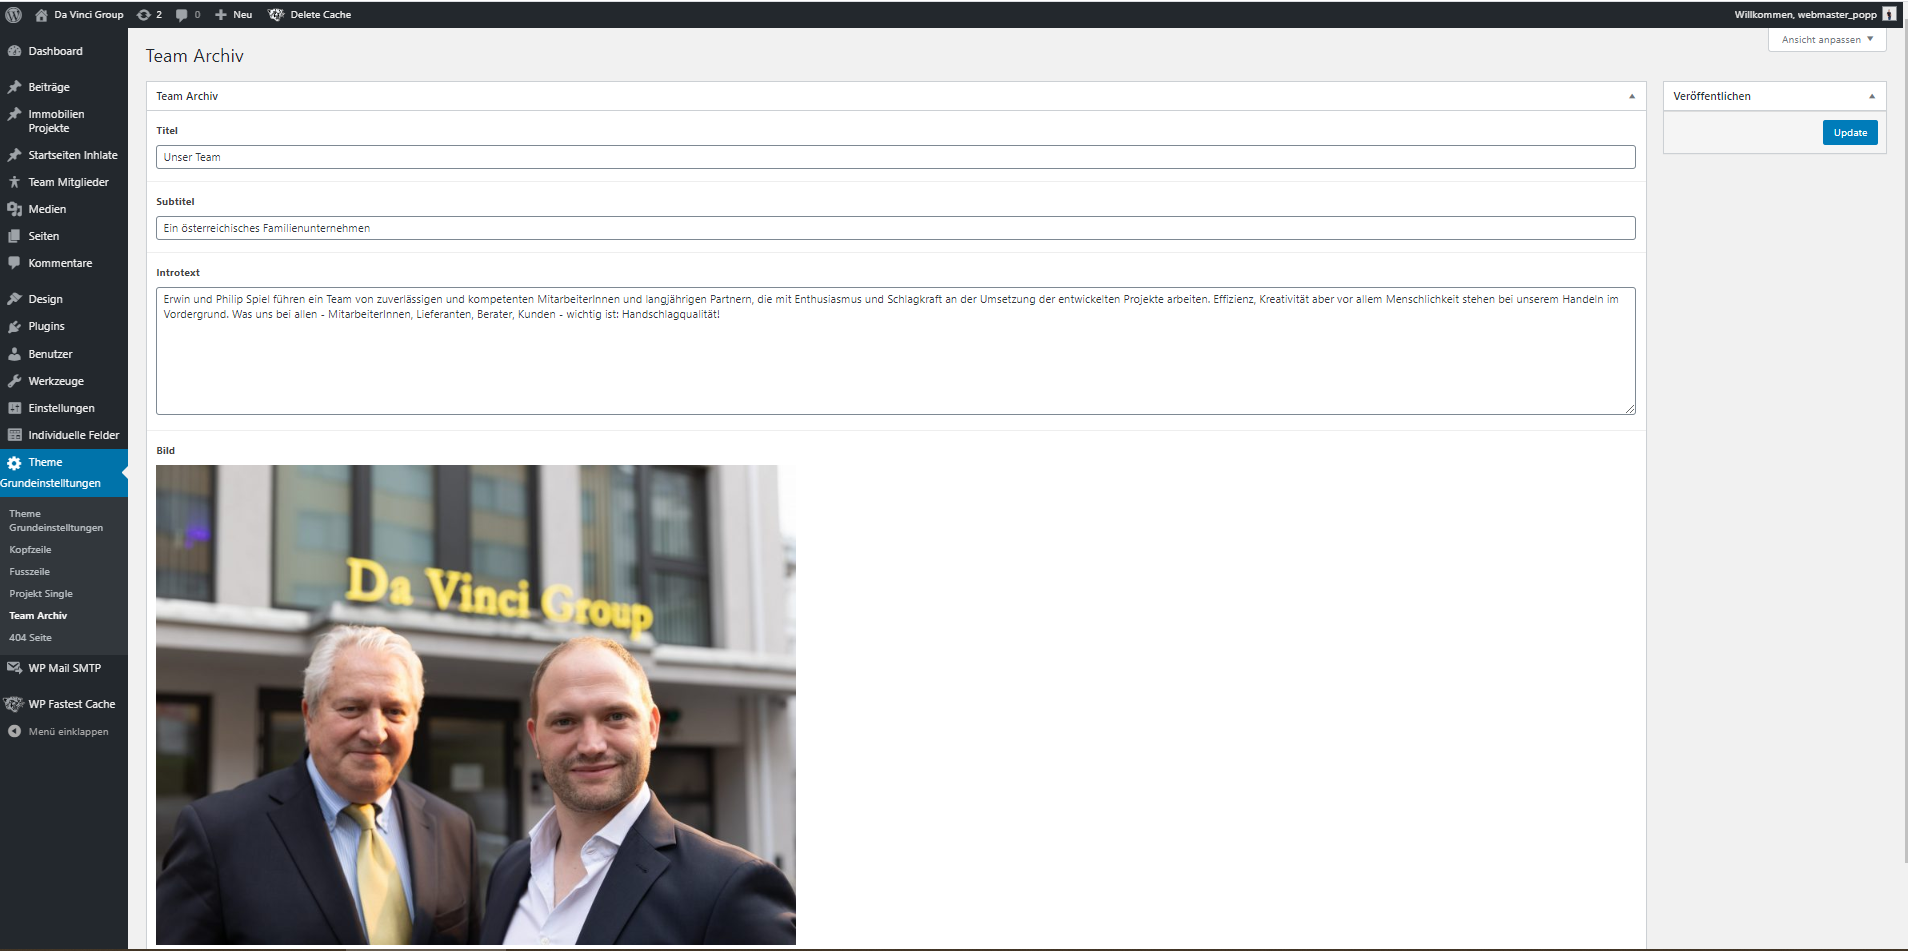 Da Vinci Group
2
0
Neu
Delete Cache
Willkommen, webmaster_popp
Dashboard
Beiträge
Immobilien
Projekte
Startseiten Inhlate
Team Mitglieder
Medien
Seiten
Kommentare
Design
Plugins
Benutzer
Werkzeuge
Einstellungen
Individuelle Felder
Theme
Grundeinstelltungen
Theme
Grundeinstelltungen
Kopfzeile
Fusszeile
Projekt Single
Team Archiv
404 Seite
WP Mail SMTP
WP Fastest Cache
Menü einklappen
Ansicht anpassen
Team Archiv
Team Archiv
Titel
Unser Team
Subtitel
Ein österreichisches Familienunternehmen
Introtext
Erwin und Philip Spiel führen ein Team von zuverlässigen und kompetenten MitarbeiterInnen und langjährigen Partnern, die mit Enthusiasmus und Schlagkraft an der Umsetzung der entwickelten Projekte arbeiten. Effizienz, Kreativität aber vor allem Menschlichkeit stehen bei unserem Handeln im
Vordergrund. Was uns bei allen - MitarbeiterInnen, Lieferanten, Berater, Kunden - wichtig ist: Handschlagqualität!
Bild
Da Vinci Group
Veröffentlichen
Update